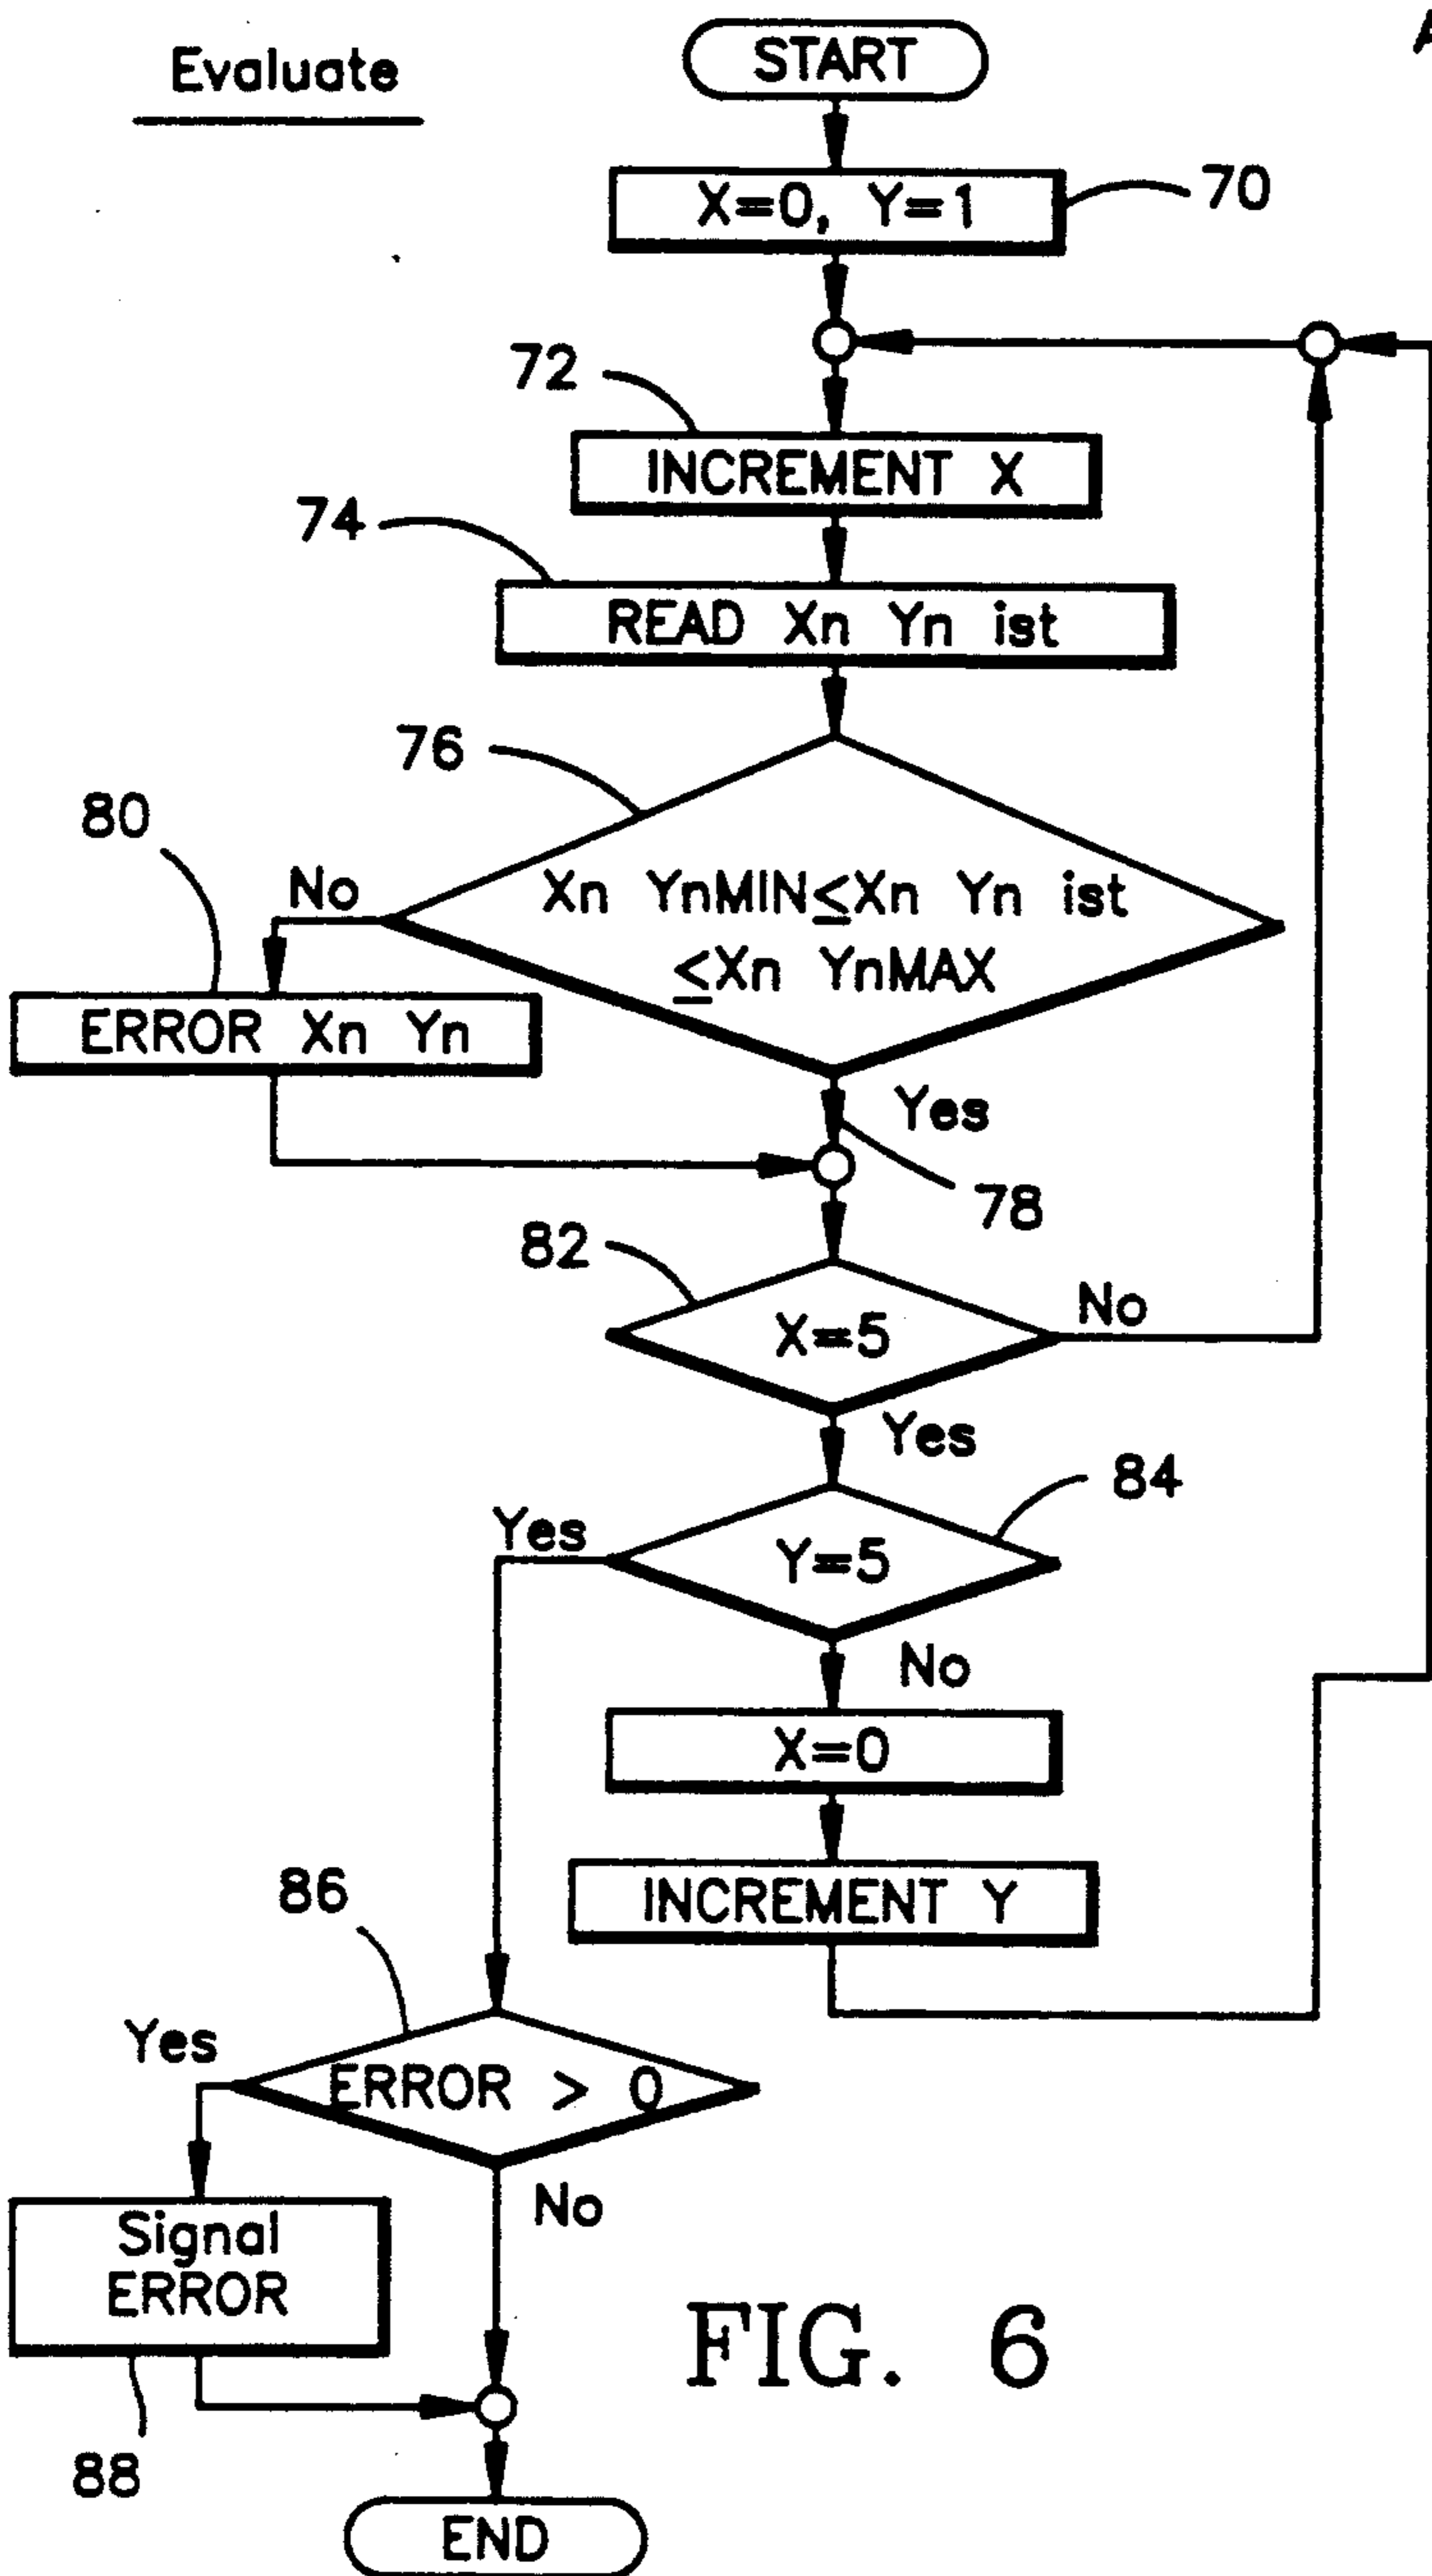 Evaluate
START
X=0, Y=1
70
72
INCREMENT X
74
READ Xn Yn ist
76
80
No
Xn YnMIN≤Xn Yn ist
≤Xn YnMAX
ERROR Xn Yn
Yes
78
82
X=5
No
Yes
84
Yes
Y=5
No
X=0
86
INCREMENT Y
Yes
ERROR > 0
No
Signal
ERROR
88
FIG. 6
END